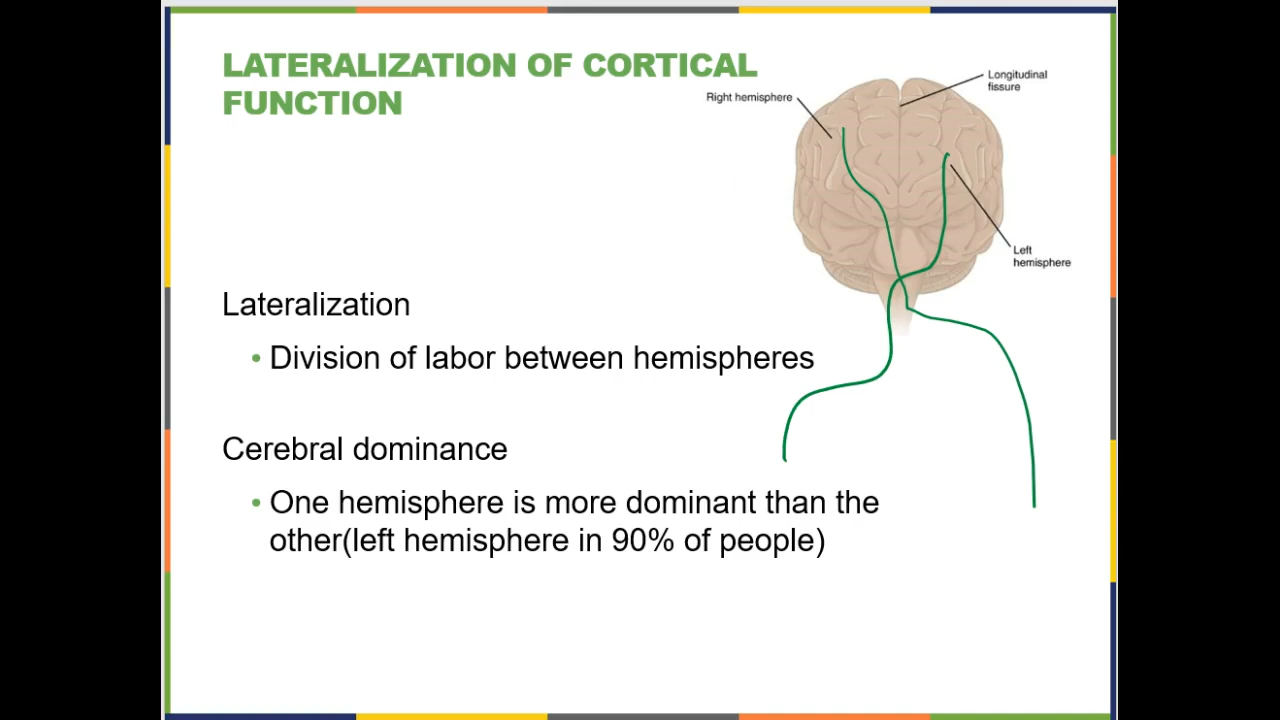 LATERALIZATION OF CORTICAL
FUNCTION
Right hemisphere
Longitudinal
fissure
Left
hemisphere
Lateralization
• Division of labor between hemispheres
Cerebral dominance
• One hemisphere is more dominant than the
other(left hemisphere in 90% of people)